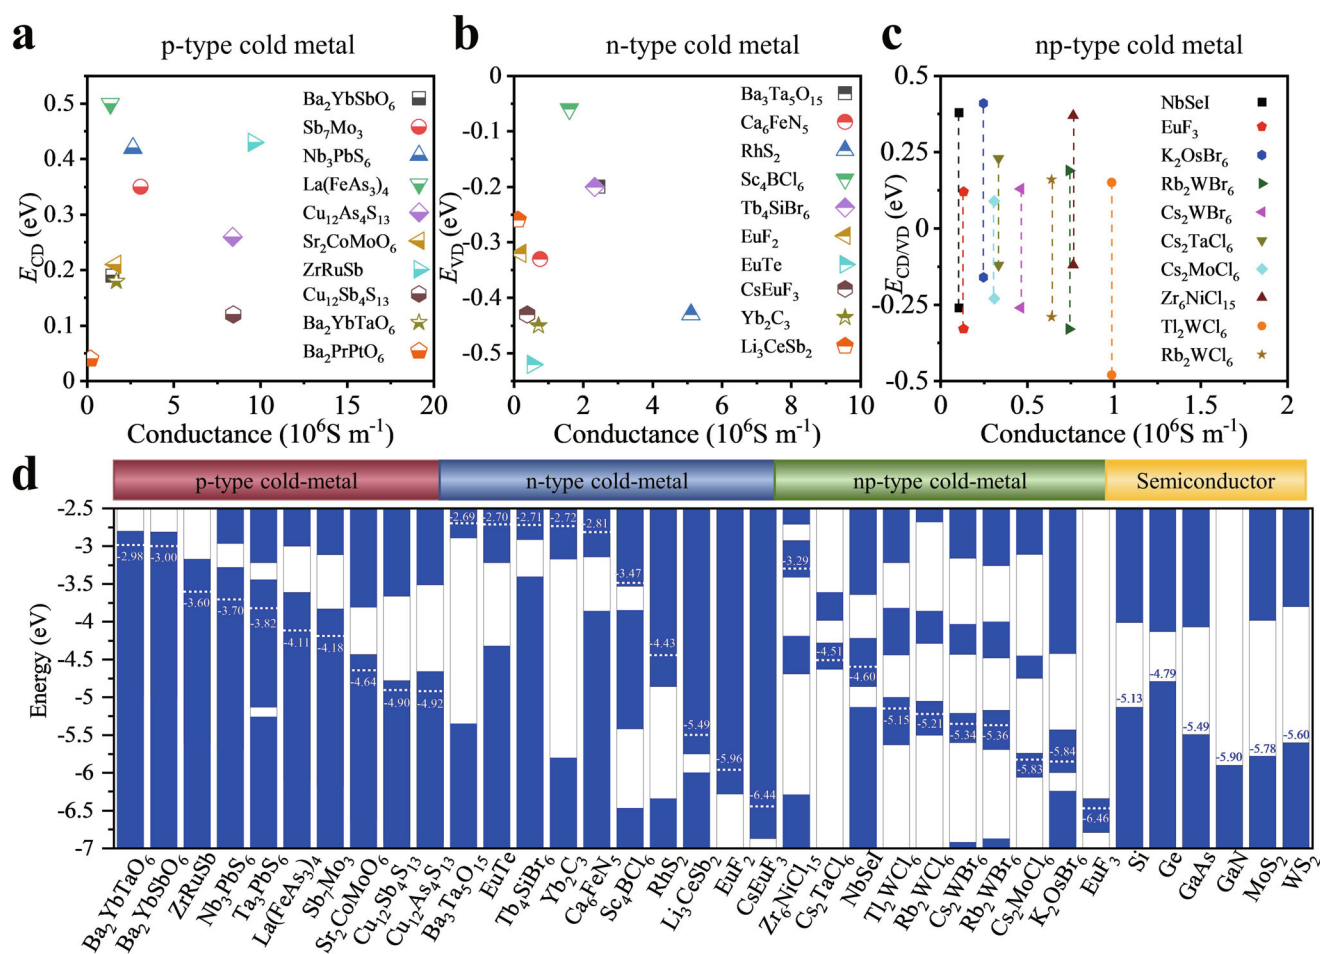 a
p-type cold metal
E_CD (eV)
0.5
0.4
0.3
0.2
0.1
0
Ba₂YbSbO₆
Sb₇Mo₃
Nb₃PbS₆
La(FeAs₃)₄
Cu₁₂As₄S₁₃
Sr₂CoMoO₆
ZrRuSb
Cu₁₂Sb₄S₁₃
Ba₂YbTaO₆
Ba₂PrPtO₆
0 5 10 15 20
Conductance (10⁶S m⁻¹)
b
n-type cold metal
E_VD (eV)
0
-0.1
-0.2
-0.3
-0.4
-0.5
Ba₃Ta₅O₁₅
Ca₆FeN₅
RhS₂
Sc₄BCl₆
Tb₄SiBr₆
EuF₂
EuTe
CsEuF₃
Yb₂C₃
Li₃CeSb₂
0 2 4 6 8 10
Conductance (10⁶S m⁻¹)
c
np-type cold metal
E_CD/VD (eV)
0.5
0.25
0
-0.25
-0.5
NbSeI
EuF₃
K₂OsBr₆
Rb₂WBr₆
Cs₂WBr₆
Cs₂TaCl₆
Cs₂MoCl₆
Zr₆NiCl₁₅
Tl₂WCl₆
Rb₂WCl₆
0 0.5 1 1.5 2
Conductance (10⁶S m⁻¹)
d
p-type cold-metal n-type cold-metal np-type cold-metal Semiconductor
Energy (eV)
-2.5
-3
-3.5
-4
-4.5
-5
-5.5
-6
-6.5
-7
-2.98
-3.00
-3.60
-3.70
-3.82
-4.11
-4.18
-4.64
-4.90
-4.92
-2.69
-2.70
-2.71
-2.72
-2.81
-3.47
-4.43
-5.49
-5.96
-6.44
-3.29
-4.51
-4.60
-5.15
-5.21
-5.34
-5.36
-5.83
-5.84
-6.46
-5.13
-4.79
-5.49
-5.90
-5.78
-5.60
Ba₂YbTaO₆
Ba₂YbSbO₆
ZrRuSb
Nb₃PbS₆
Ta₃PbS₆
La(FeAs₃)₄
Sb₇Mo₃
Sr₂CoMoO₆
Cu₁₂Sb₄S₁₃
Cu₁₂As₄S₁₃
Ba₃Ta₅O₁₅
EuTe
Tb₄SiBr₆
Yb₂C₃
Ca₆FeN₅
Sc₄BCl₆
RhS₂
Li₃CeSb₂
EuF₂
CsEuF₃
Zr₆NiCl₁₅
Cs₂TaCl₆
NbSeI
Tl₂WCl₆
Rb₂WCl₆
Rb₂WBr₆
Cs₂WBr₆
Cs₂MoCl₆
K₂OsBr₆
EuF₃
Si
Ge
GaAs
GaN
MoS₂
WS₂